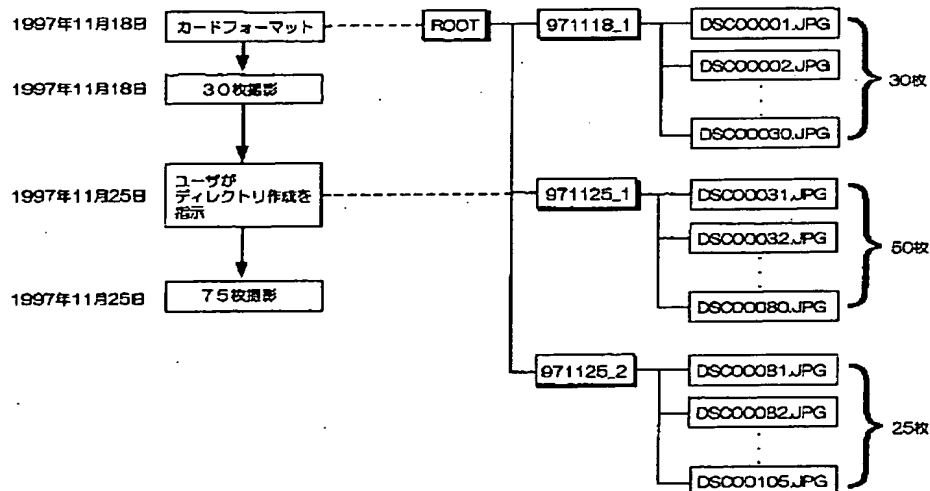 1997年11月18日
カードフォーマット
ROOT
971118_1
DSC00001.JPG
DSC00002.JPG
DSC00030.JPG
30枚
1997年11月18日
30枚撮影
1997年11月25日
ユーザが
ディレクトリ作成を
指示
971125_1
DSC00031.JPG
DSC00032.JPG
DSC00080.JPG
50枚
1997年11月25日
75枚撮影
971125_2
DSC00081.JPG
DSC00082.JPG
DSC00105.JPG
25枚